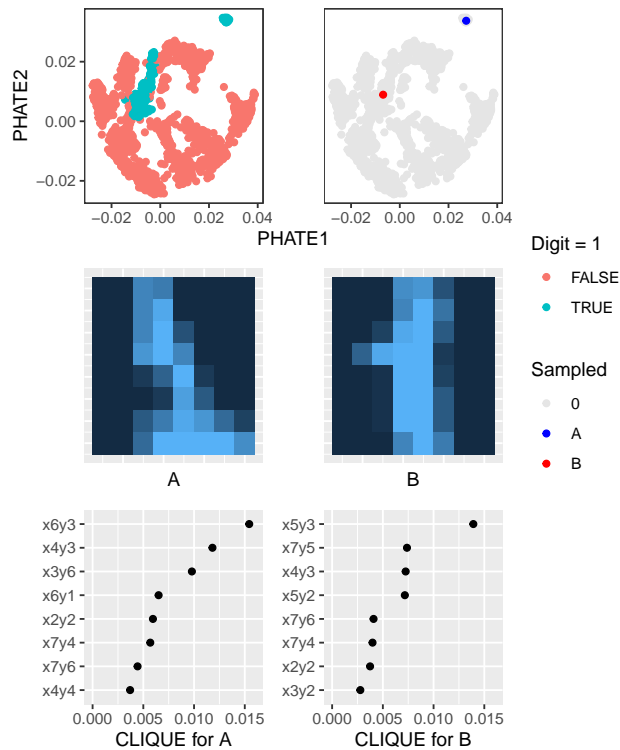 PHATE2
0.02
0.00
−0.02
−0.02
0.00
0.02
0.04
−0.02
0.00
0.02
0.04
PHATE1
Digit = 1
FALSE
TRUE
Sampled
0
A
B
A
B
x6y3
x4y3
x3y6
x6y1
x2y2
x7y4
x7y6
x4y4
0.000
0.005
0.010
0.015
CLIQUE for A
x5y3
x7y5
x4y3
x5y2
x7y6
x7y4
x2y2
x3y2
0.000
0.005
0.010
0.015
CLIQUE for B